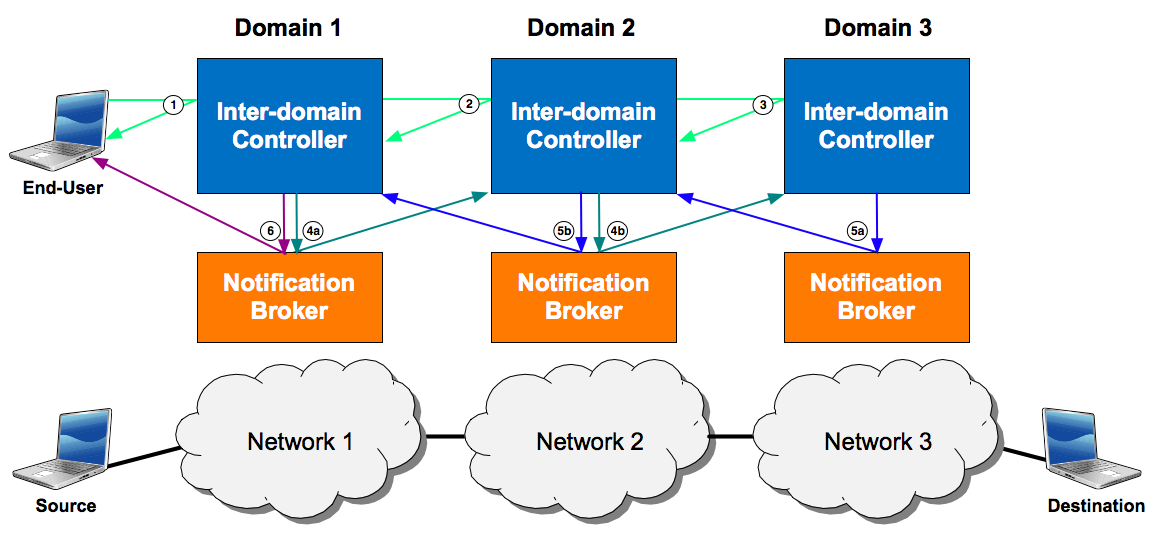 Domain 1
Domain 2
Domain 3
1
2
3
Inter-domain
Controller
Inter-domain
Controller
Inter-domain
Controller
End-User
6
4a
5b
4b
5a
Notification
Broker
Notification
Broker
Notification
Broker
Network 1
Network 2
Network 3
Source
Destination